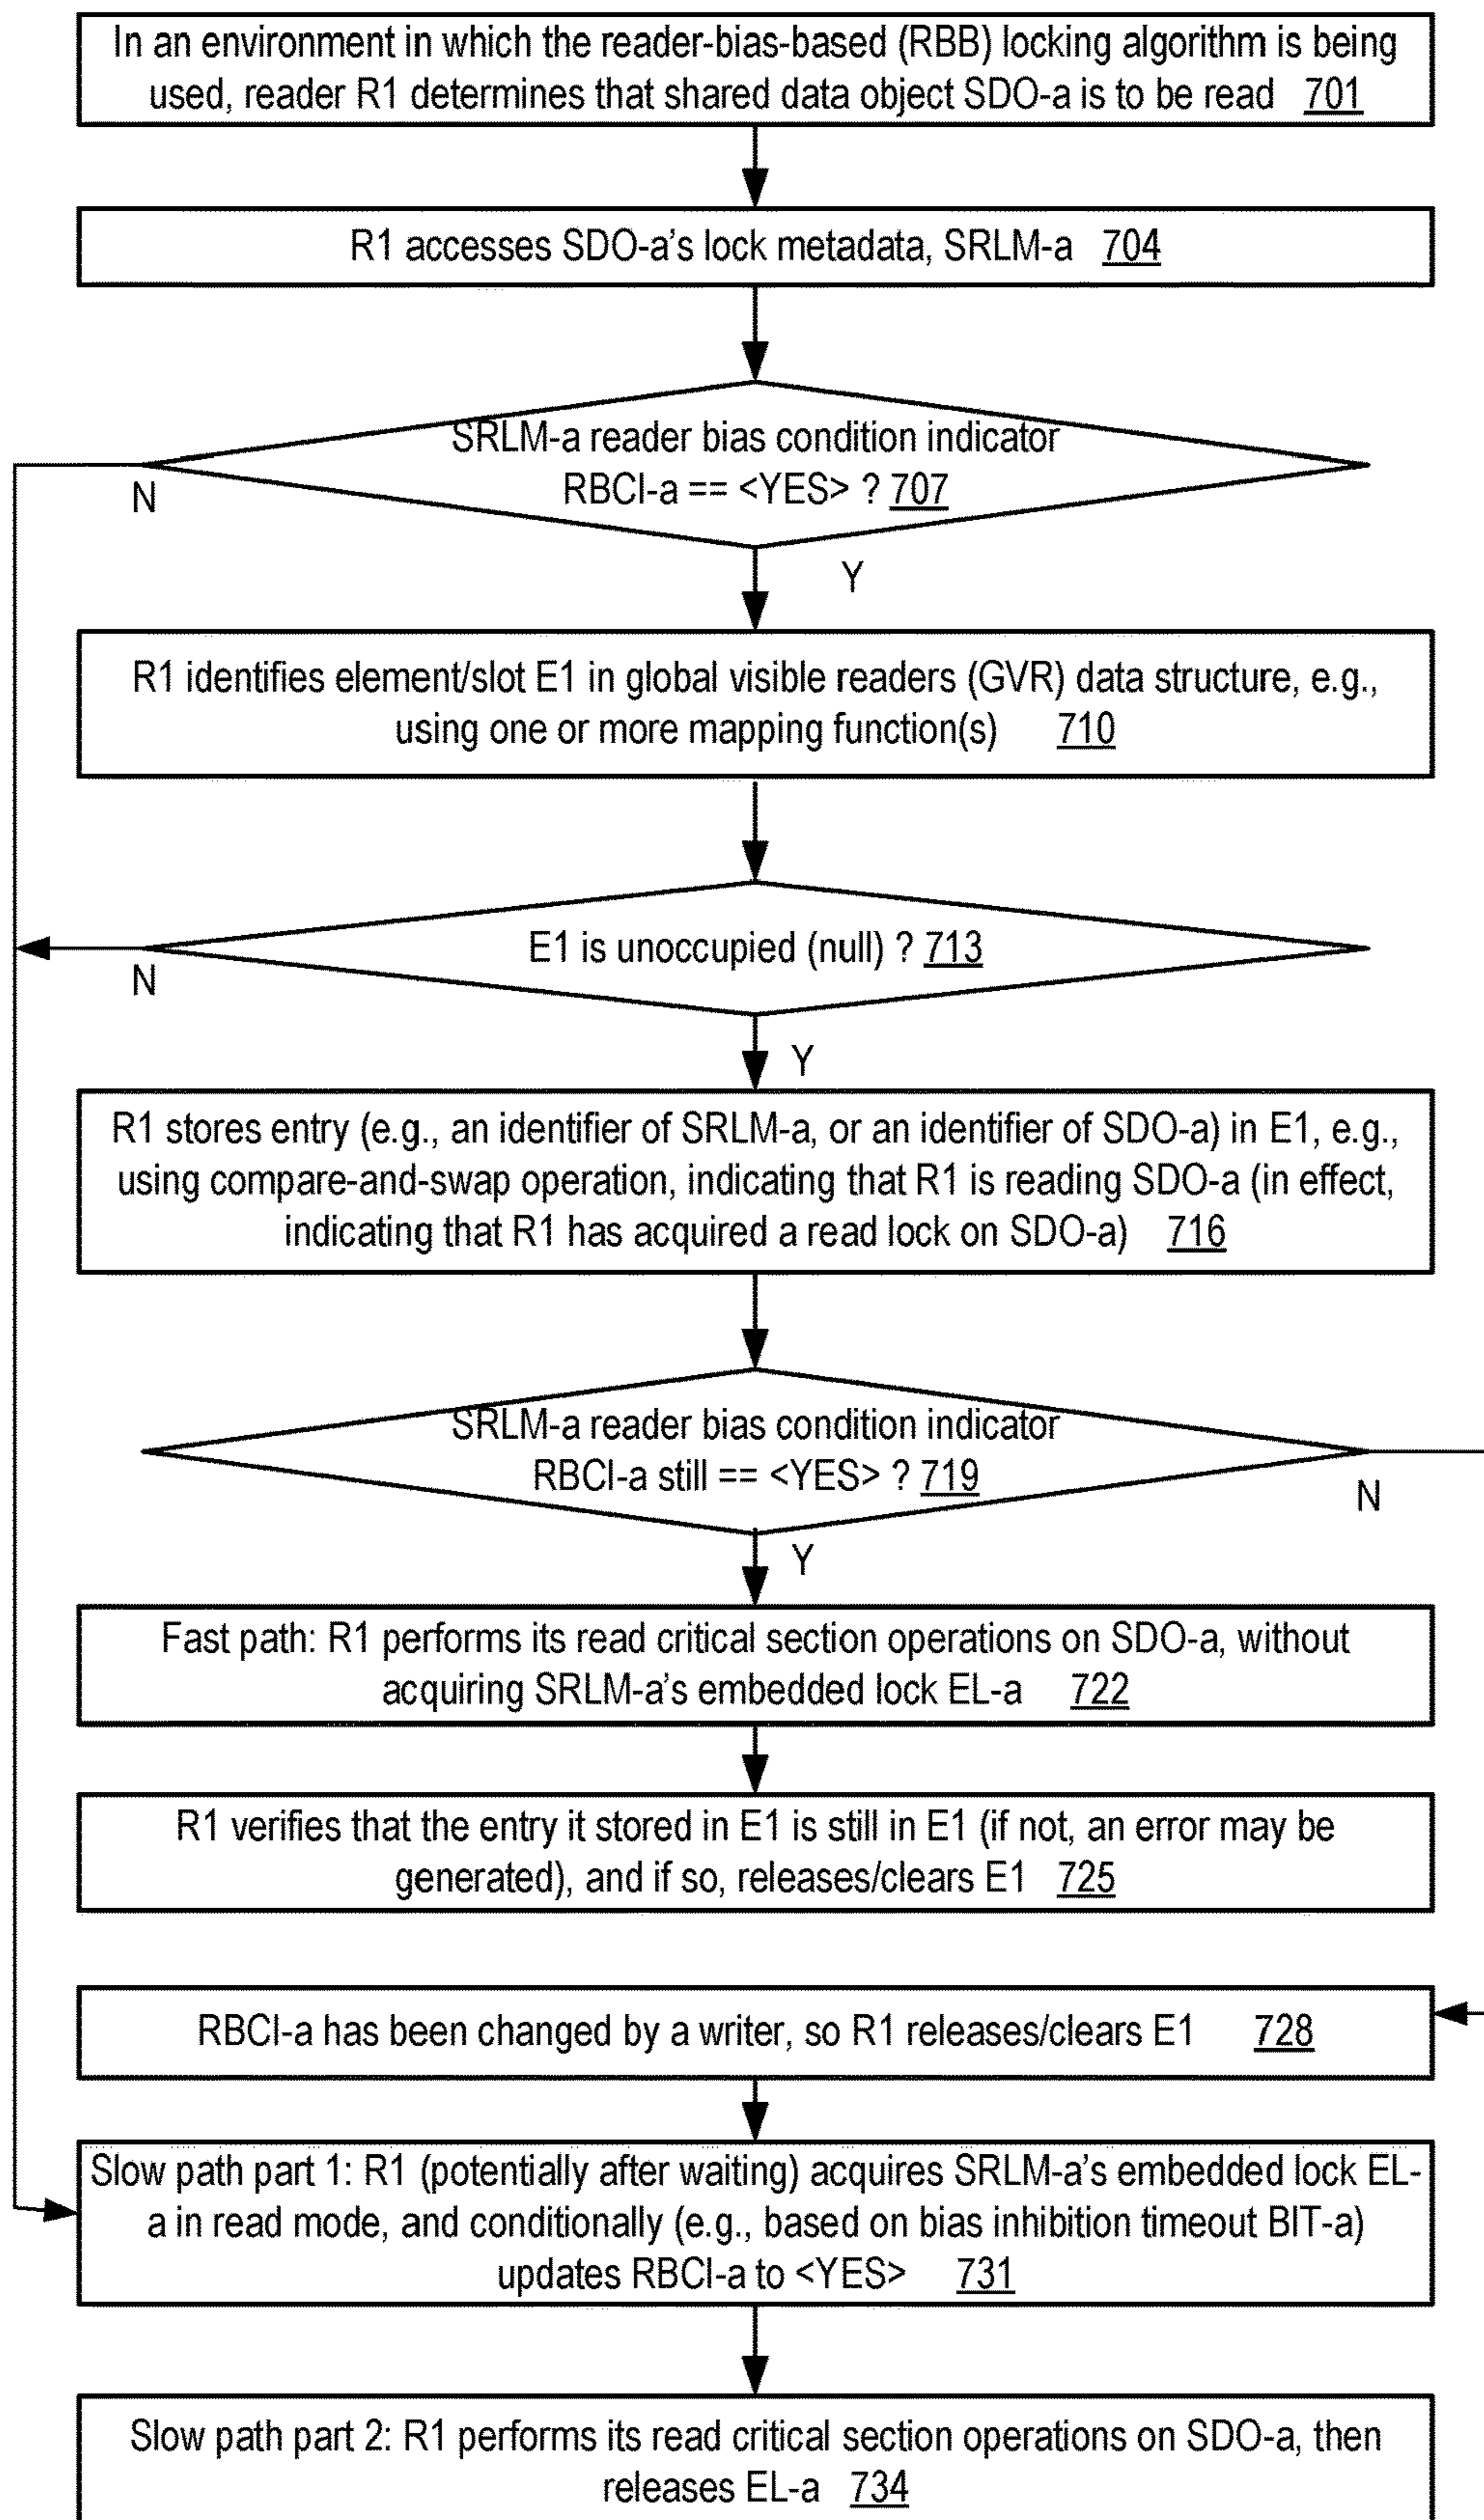 In an environment in which the reader-bias-based (RBB) locking algorithm is being
used, reader R1 determines that shared data object SDO-a is to be read 701
R1 accesses SDO-a's lock metadata, SRLM-a 704
SRLM-a reader bias condition indicator
RBCI-a == <YES> ? 707
N
Y
R1 identifies element/slot E1 in global visible readers (GVR) data structure, e.g.,
using one or more mapping function(s) 710
E1 is unoccupied (null) ? 713
N
Y
R1 stores entry (e.g., an identifier of SRLM-a, or an identifier of SDO-a) in E1, e.g.,
using compare-and-swap operation, indicating that R1 is reading SDO-a (in effect,
indicating that R1 has acquired a read lock on SDO-a) 716
SRLM-a reader bias condition indicator
RBCI-a still == <YES> ? 719
N
Y
Fast path: R1 performs its read critical section operations on SDO-a, without
acquiring SRLM-a's embedded lock EL-a 722
R1 verifies that the entry it stored in E1 is still in E1 (if not, an error may be
generated), and if so, releases/clears E1 725
RBCI-a has been changed by a writer, so R1 releases/clears E1 728
Slow path part 1: R1 (potentially after waiting) acquires SRLM-a's embedded lock EL-
a in read mode, and conditionally (e.g., based on bias inhibition timeout BIT-a)
updates RBCI-a to <YES> 731
Slow path part 2: R1 performs its read critical section operations on SDO-a, then
releases EL-a 734